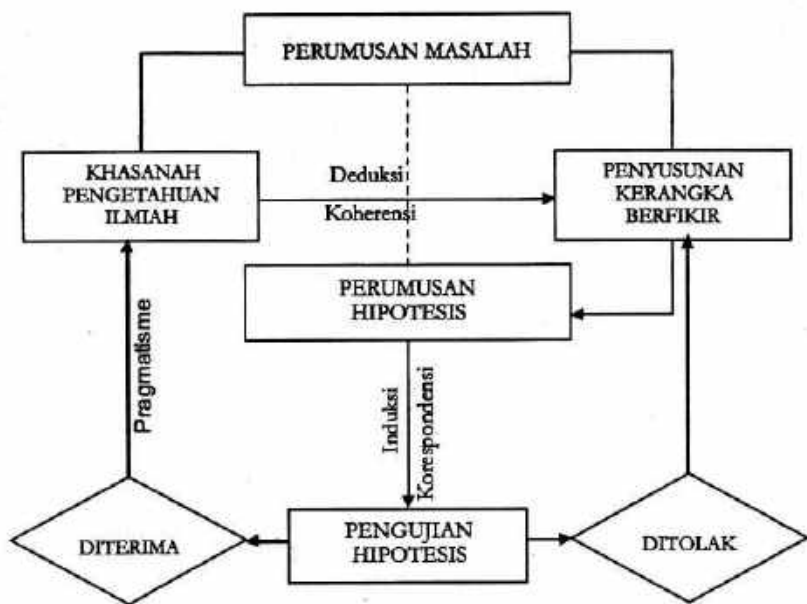 PERUMUSAN MASALAH
KHASANAH
PENGETAHUAN
ILMIAH
Deduksi
Koherensi
PENYUSUNAN
KERANGKA
BERFIKIR
PERUMUSAN
HIPOTESIS
Pragmatisme
Induksi
Korespondensi
DITERIMA
PENGUJIAN
HIPOTESIS
DITOLAK